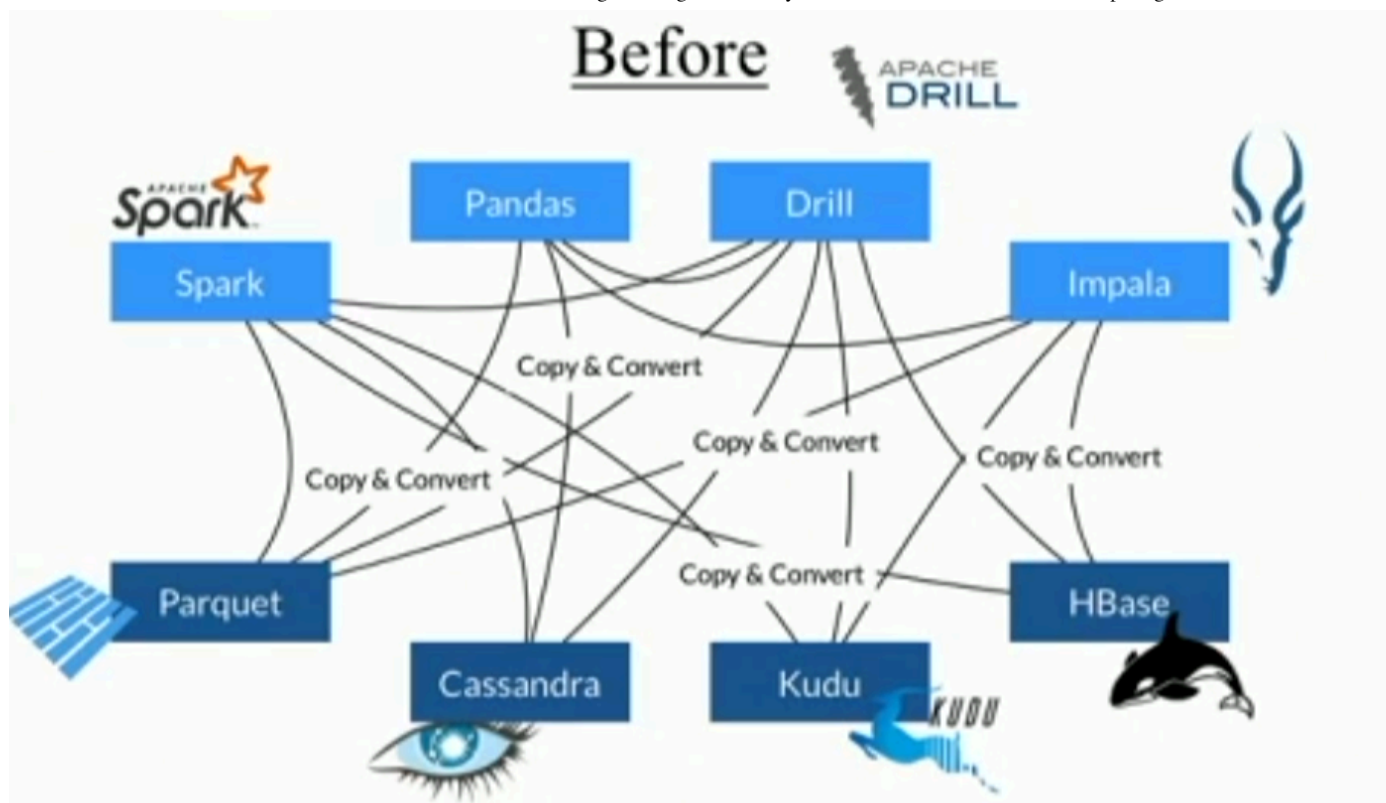 Before
APACHE
DRILL
APACHE
Spark
Pandas
Drill
Spark
Impala
Copy & Convert
Copy & Convert
Copy & Convert
Copy & Convert
Copy & Convert
Parquet
HBase
Cassandra
Kudu
KUDU